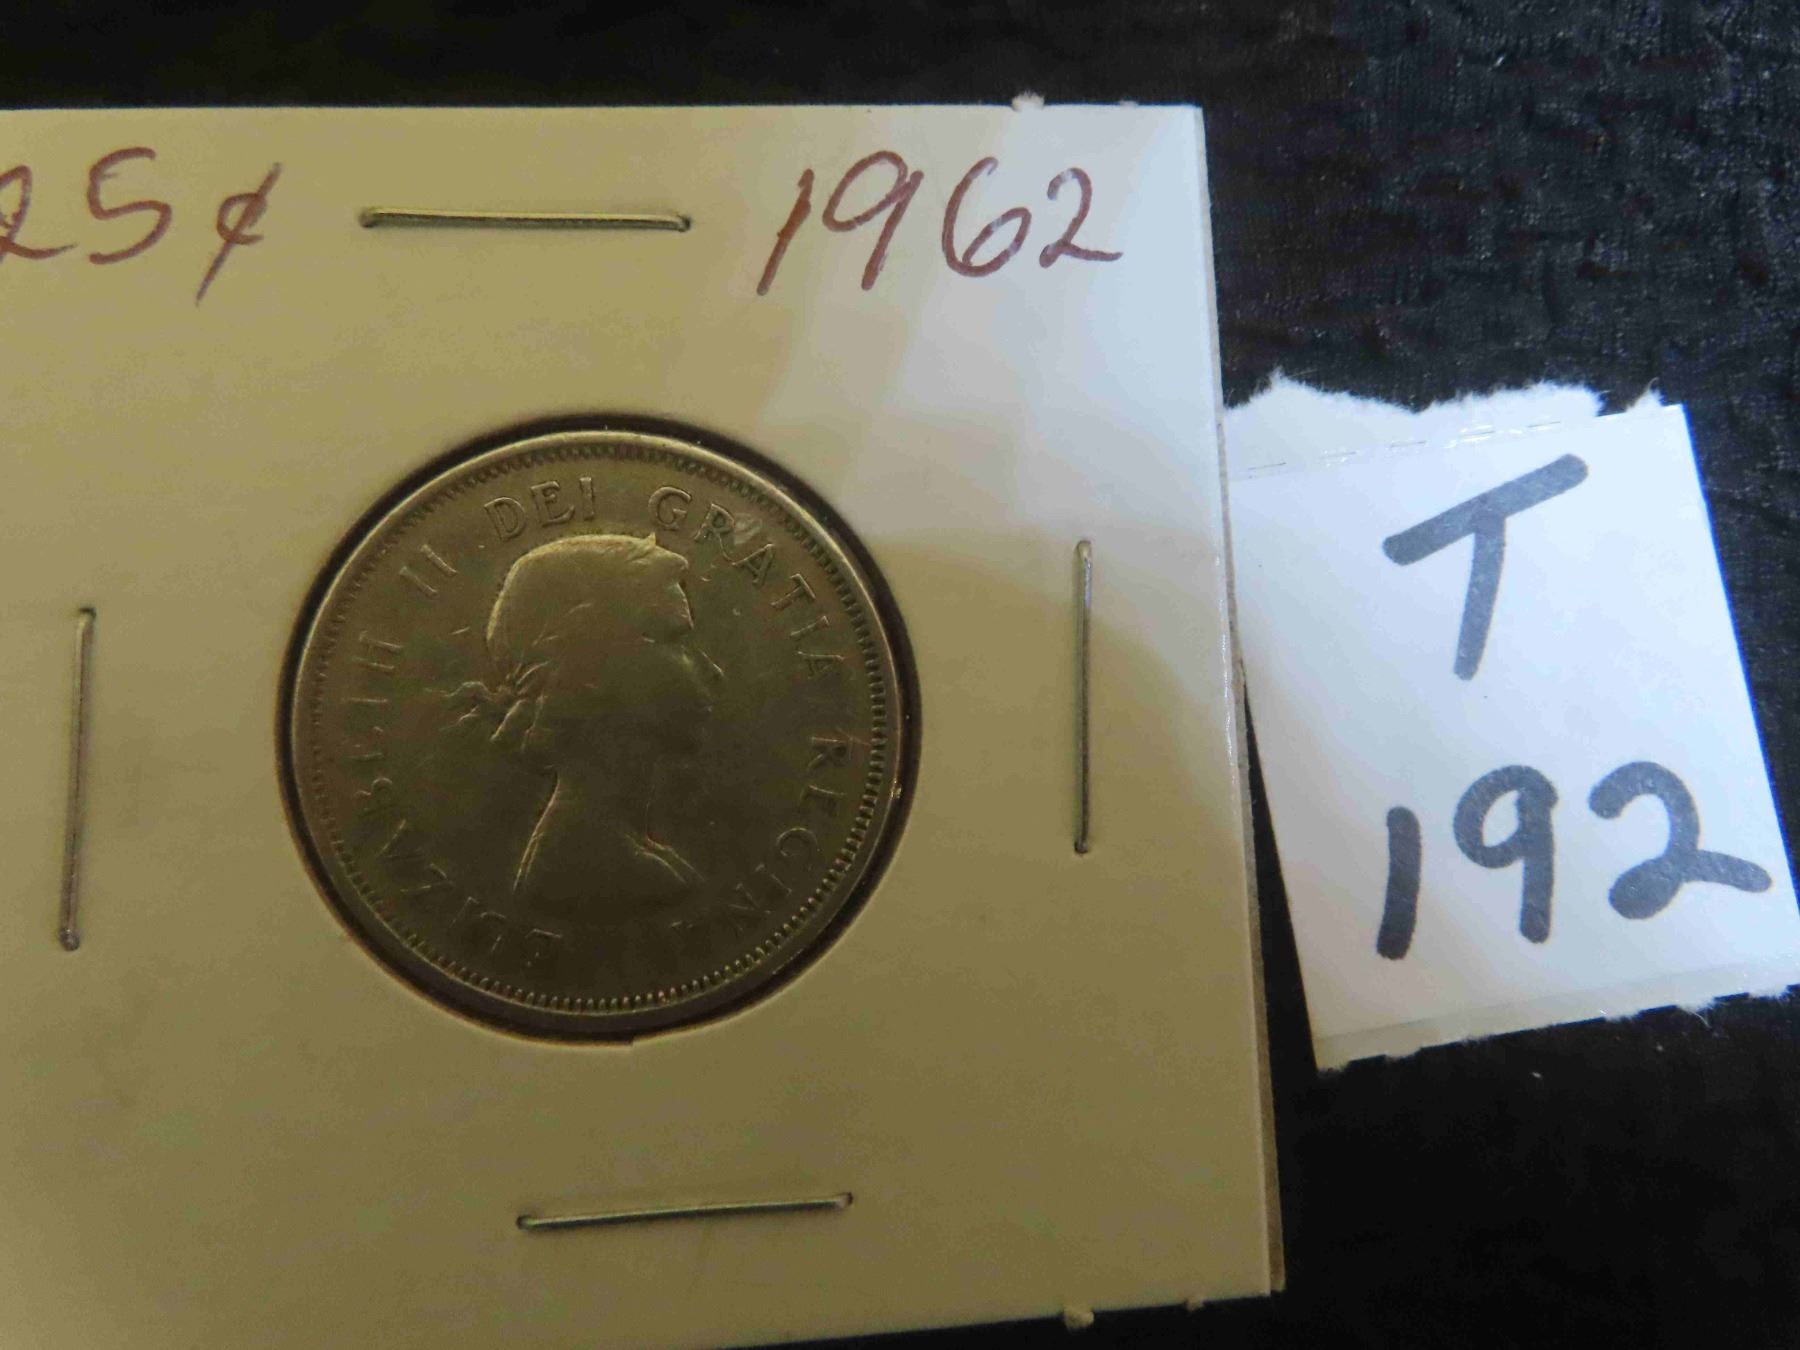 25¢ 1962
ELIZABETH II DEI GRATIA REGINA
T
192